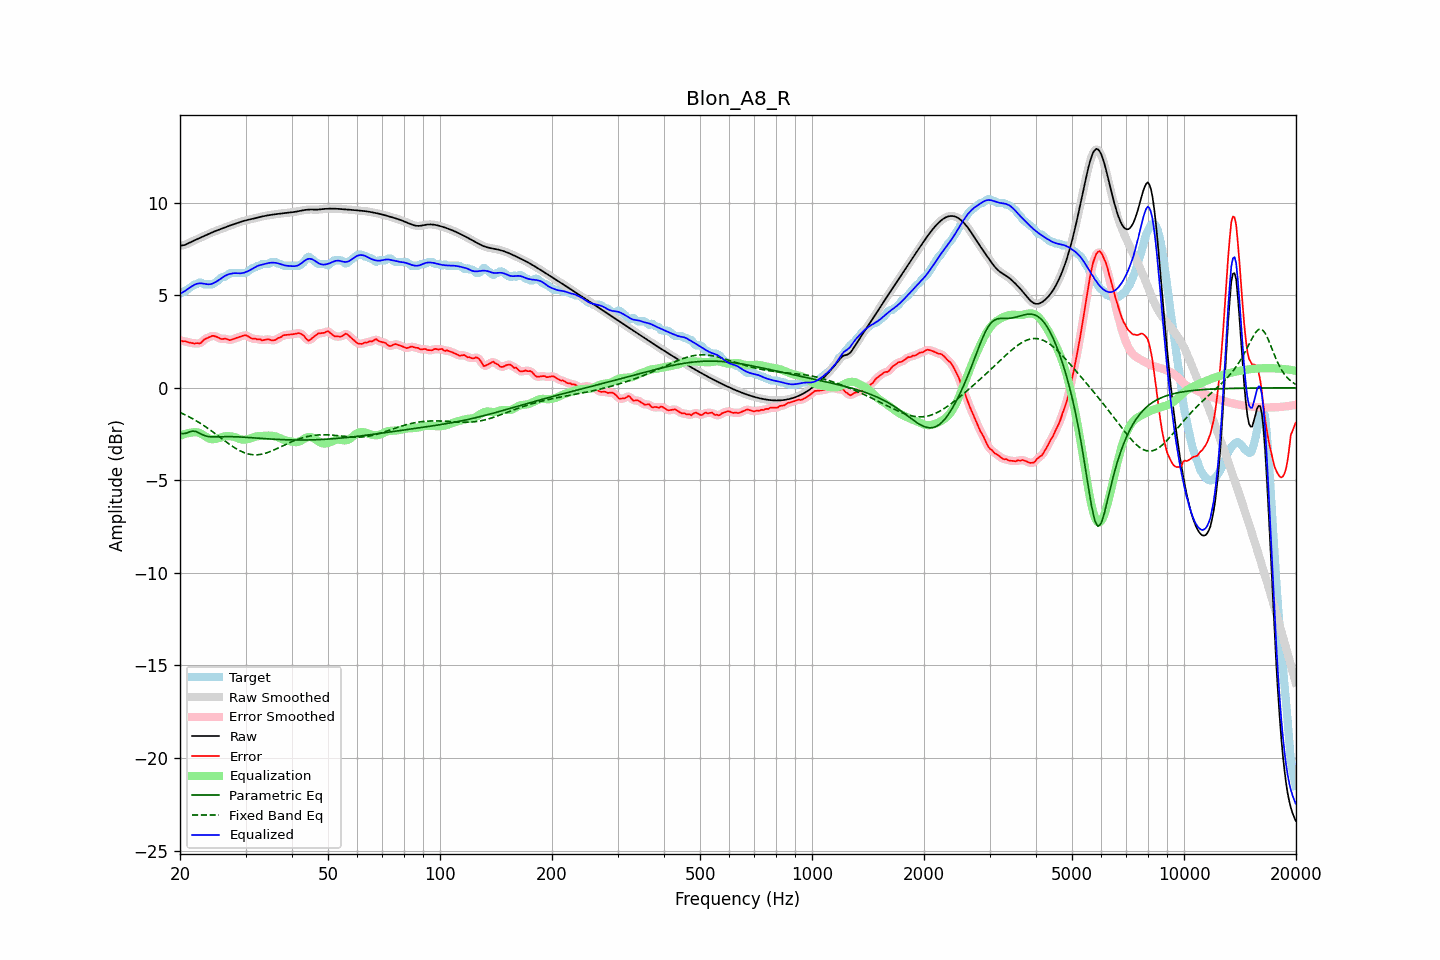 Blon_A8_R
Amplitude (dBr)
10
5
0
−5
−10
−15
−20
−25
Target
Raw Smoothed
Error Smoothed
Raw
Error
Equalization
Parametric Eq
Fixed Band Eq
Equalized
20 50 100 200 500 1000 2000 5000 10000 20000
Frequency (Hz)